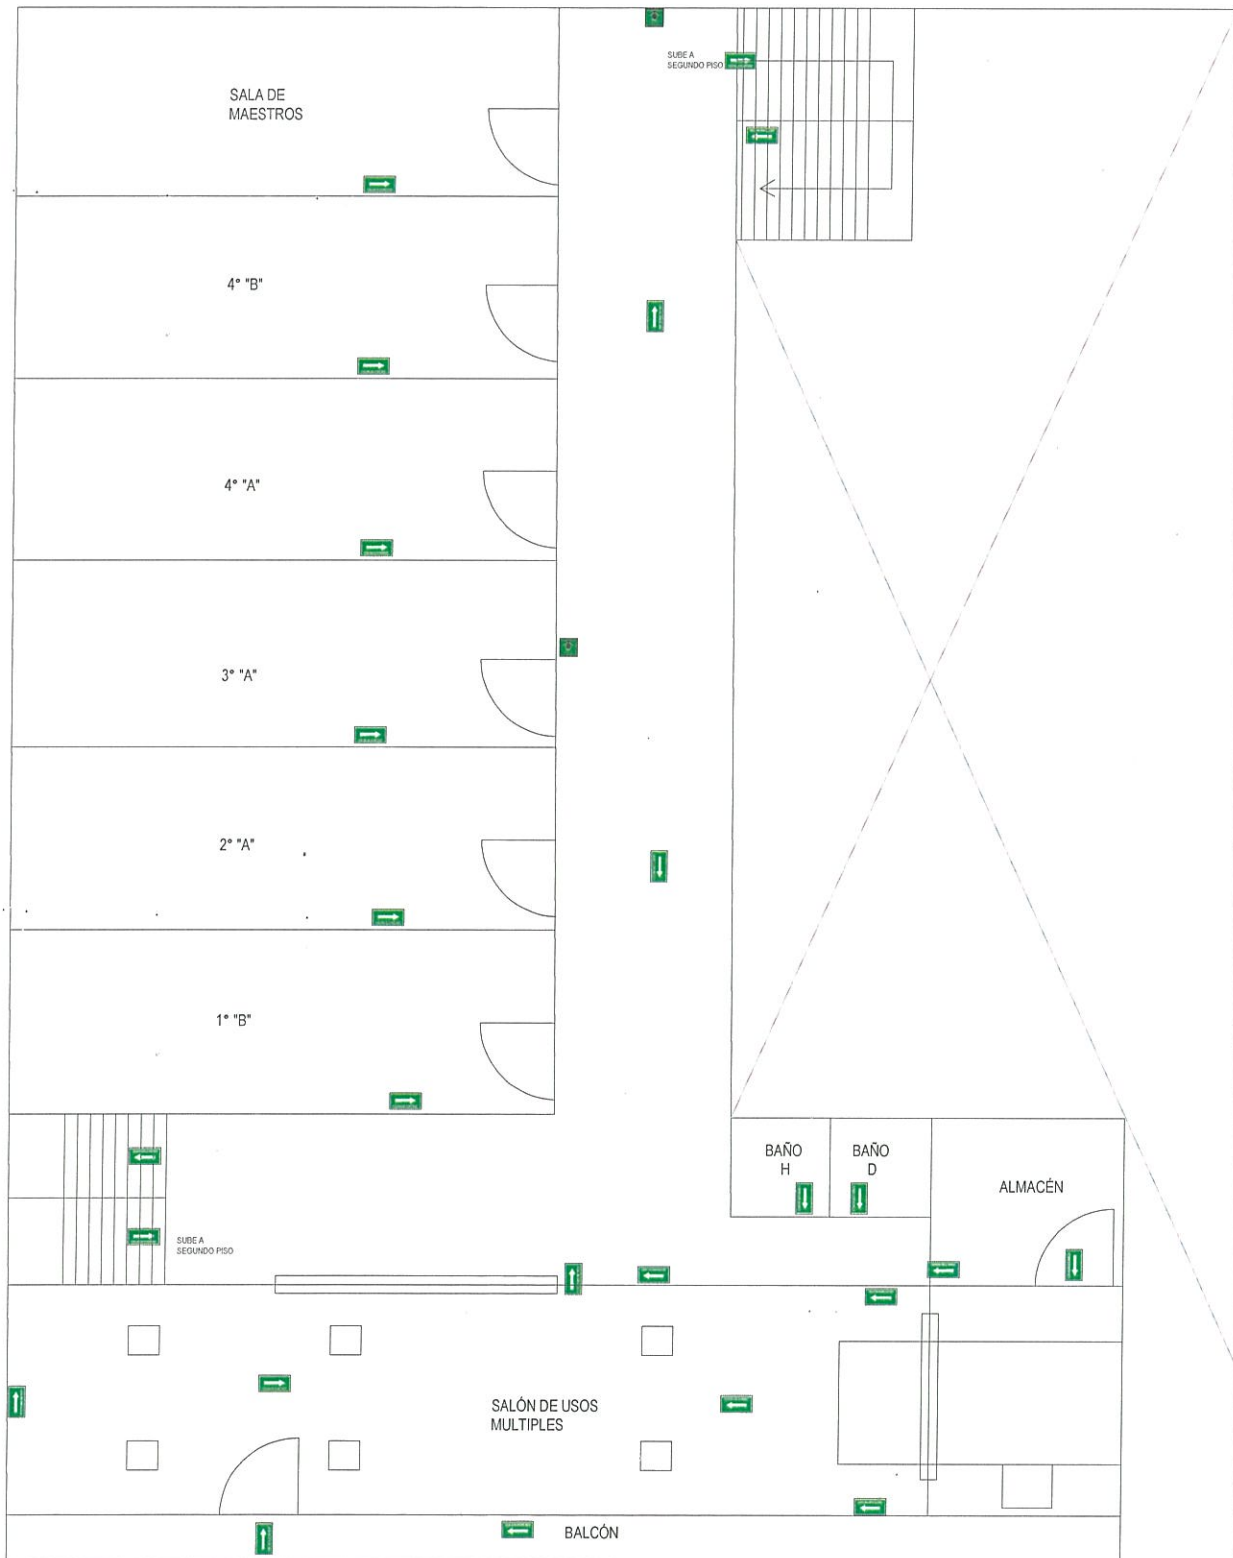 SUBE A
SEGUNDO PISO
SALA DE
MAESTROS
4° "B"
4° "A"
3° "A"
2° "A"
1° "B"
BAÑO
H
BAÑO
D
ALMACÉN
SUBE A
SEGUNDO PISO
SALÓN DE USOS
MULTIPLES
BALCÓN